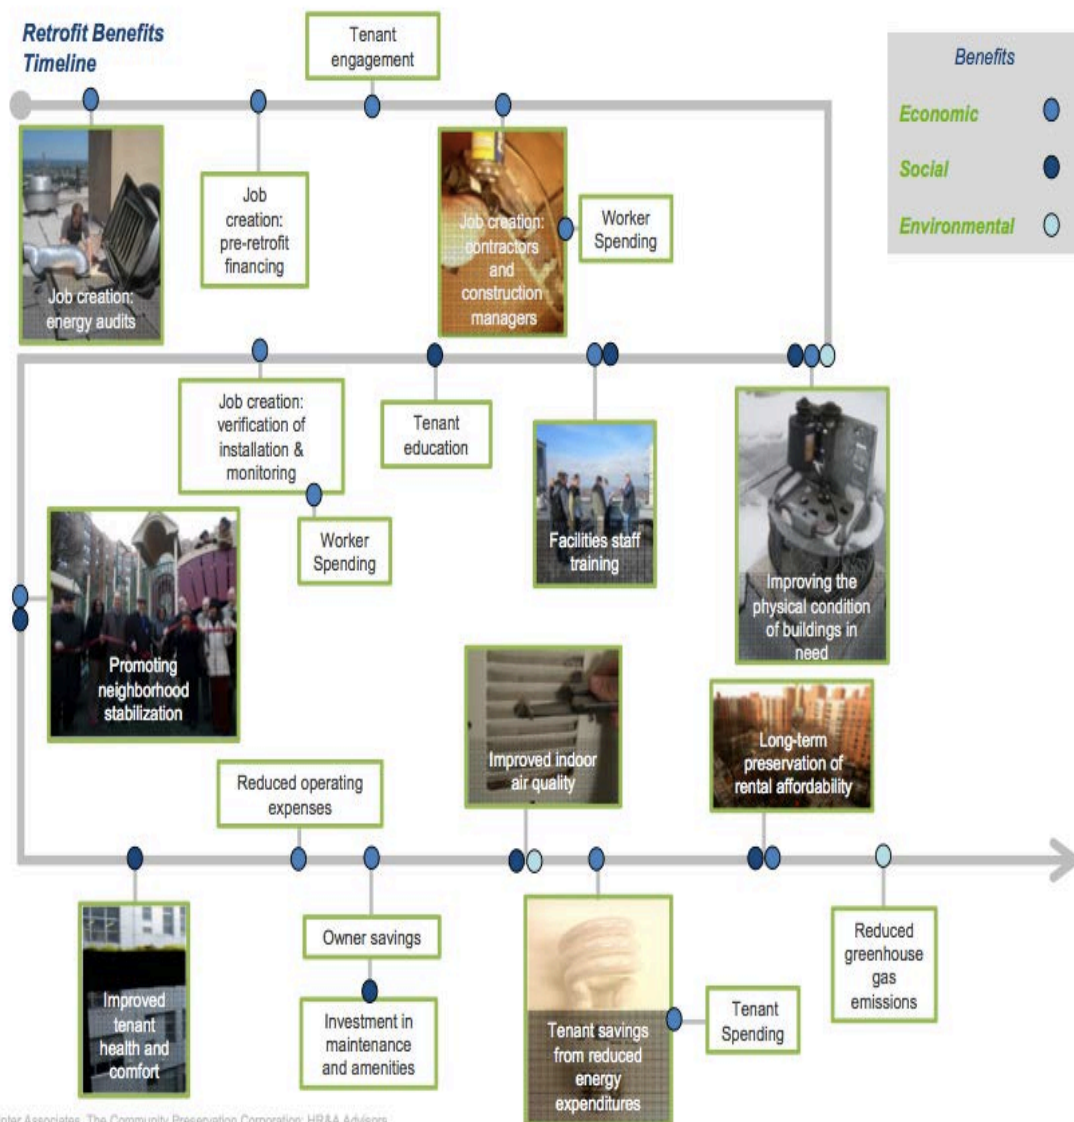 Retrofit Benefits
Timeline
Tenant
engagement
Benefits
Economic
Social
Environmental
Job creation:
energy audits
Job
creation:
pre-retrofit
financing
Job creation:
contractors
and
construction
managers
Worker
Spending
Job creation:
verification of
installation &
monitoring
Worker
Spending
Tenant
education
Facilities staff
training
Improving the
physical condition
of buildings in
need
Promoting
neighborhood
stabilization
Reduced operating
expenses
Improved indoor
air quality
Long-term
preservation of
rental affordability
Improved
tenant
health and
comfort
Owner savings
Investment in
maintenance and
amenities
Tenant savings
from reduced
energy
expenditures
Tenant
Spending
Reduced
greenhouse
gas
emissions
Associates, The Community Preservation Corporation; HR&A Advisors